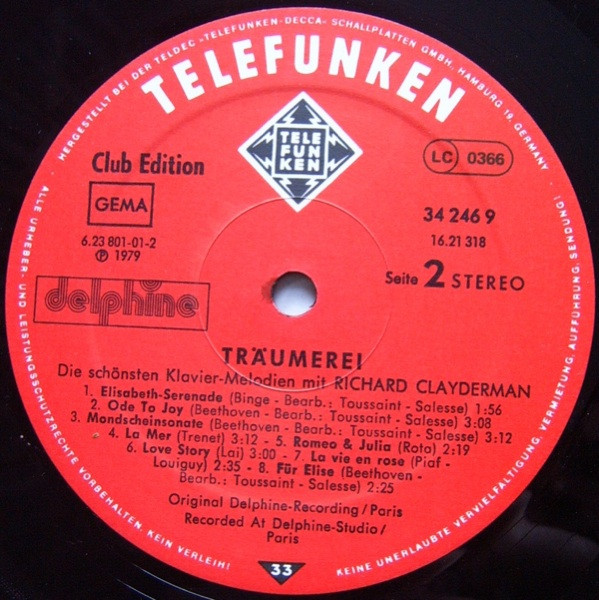 HERGESTELLT BEI DER TELDEC »TELEFUNKEN-DECCA« SCHALLPLATTEN GMBH., HAMBURG 19, GERMANY
TELEFUNKEN
TELE
FUN
KEN
Club Edition
LC 0366
GEMA
34 246 9
6.23 801-01-2
16.21 318
℗ 1979
delphine
Seite 2 STEREO
TRÄUMEREI
Die schönsten Klavier-Melodien mit RICHARD CLAYDERMAN
1. Elisabeth-Serenade (Binge - Bearb.: Toussaint - Salesse) 1:56
2. Ode To Joy (Beethoven - Bearb.: Toussaint - Salesse) 3:08
3. Mondscheinsonate (Beethoven - Bearb.: Toussaint - Salesse) 3:12
4. La Mer (Trenet) 3:12 - 5. Romeo & Julia (Rota) 2:19
6. Love Story (Lai) 3:00 - 7. La vie en rose (Piaf -
Louiguy) 2:35 - 8. Für Elise (Beethoven -
Bearb.: Toussaint - Salesse) 2:25
Original Delphine-Recording/Paris
Recorded At Delphine-Studio/
Paris
33
ALLE URHEBER- UND LEISTUNGSSCHUTZRECHTE VORBEHALTEN. KEIN VERLEIH!
KEINE UNERLAUBTE VERVIELFÄLTIGUNG, VERMIETUNG, AUFFÜHRUNG, SENDUNG!